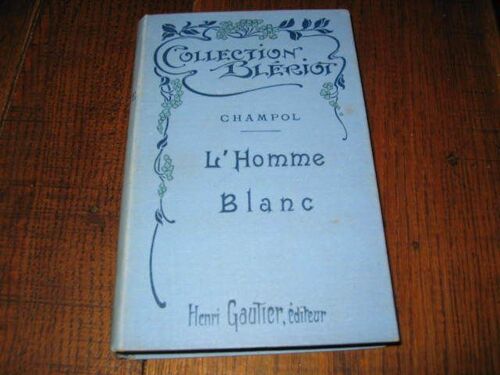 Collection
Blériot
CHAMPOL
L'Homme
Blanc
Henri Gautier, éditeur